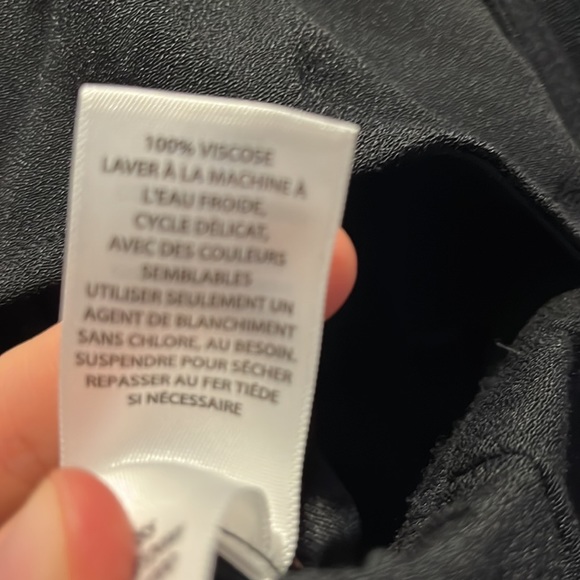 100% VISCOSE
LAVER À LA MACHINE À
L'EAU FROIDE,
CYCLE DÉLICAT,
AVEC DES COULEURS
SEMBLABLES
UTILISER SEULEMENT UN
AGENT DE BLANCHIMENT
SANS CHLORE, AU BESOIN,
SUSPENDRE POUR SÉCHER
REPASSER AU FER TIÉDE
SI NÉCESSAIRE